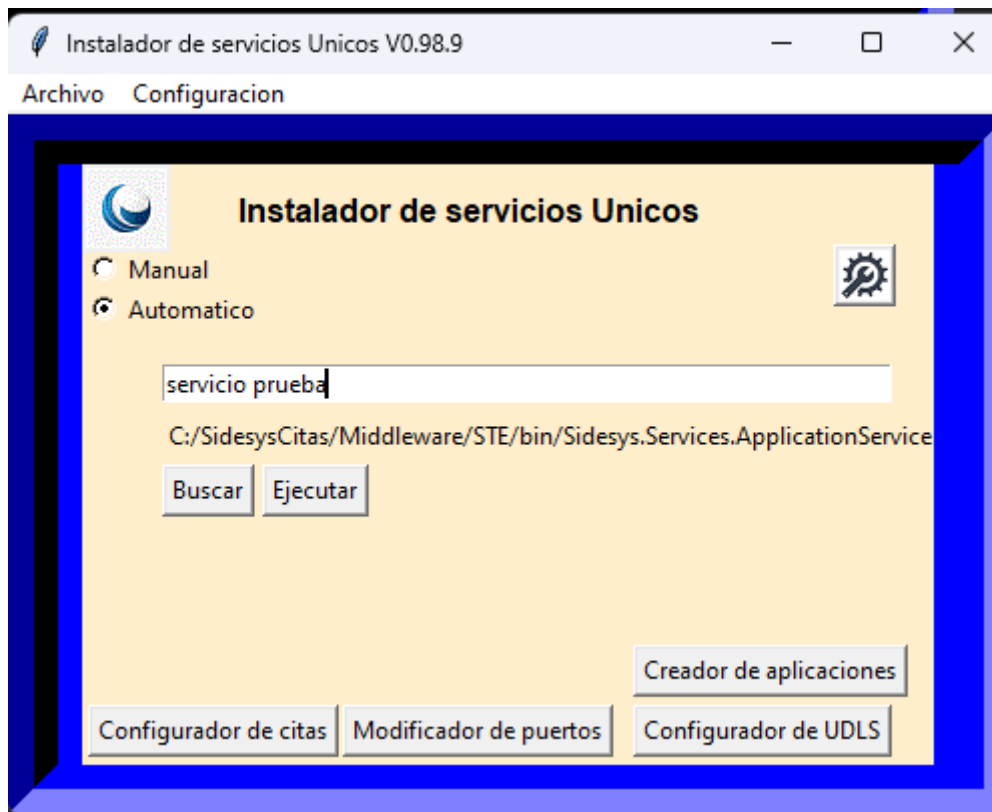 Instalador de servicios Unicos V0.98.9
Archivo Configuracion
Instalador de servicios Unicos
Manual
Automatico
servicio prueba
C:/SidesysCitas/Middleware/STE/bin/Sidesys.Services.ApplicationService
Buscar Ejecutar
Creador de aplicaciones
Configurador de citas Modificador de puertos Configurador de UDLS